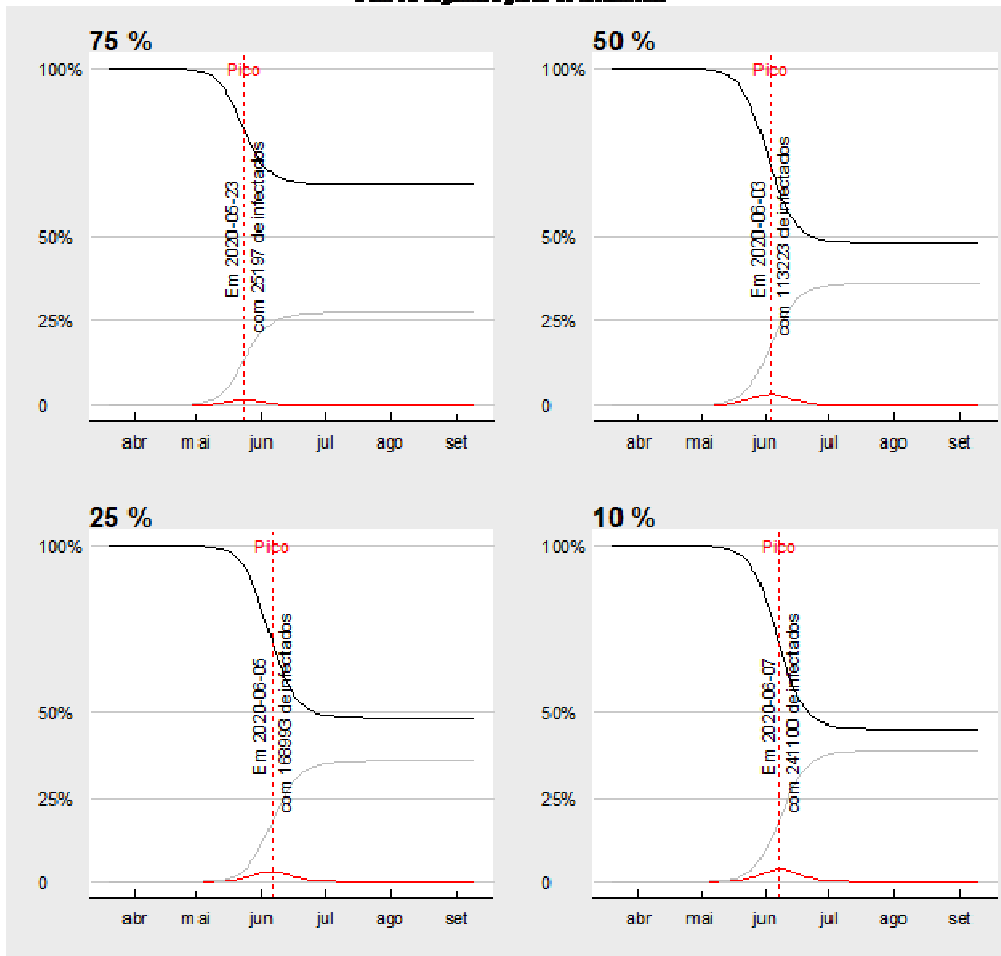 75 %
100%
50%
25%
0
Pico
Em 2020-05-23
com 25197 de infectados
abr mai jun jul ago set
50 %
100%
50%
25%
0
Pico
Em 2020-06-03
com 113223 de infectados
abr mai jun jul ago set
25 %
100%
50%
25%
0
Pico
Em 2020-06-05
com 168993 de infectados
abr mai jun jul ago set
10 %
100%
50%
25%
0
Pico
Em 2020-06-07
com 241100 de infectados
abr mai jun jul ago set